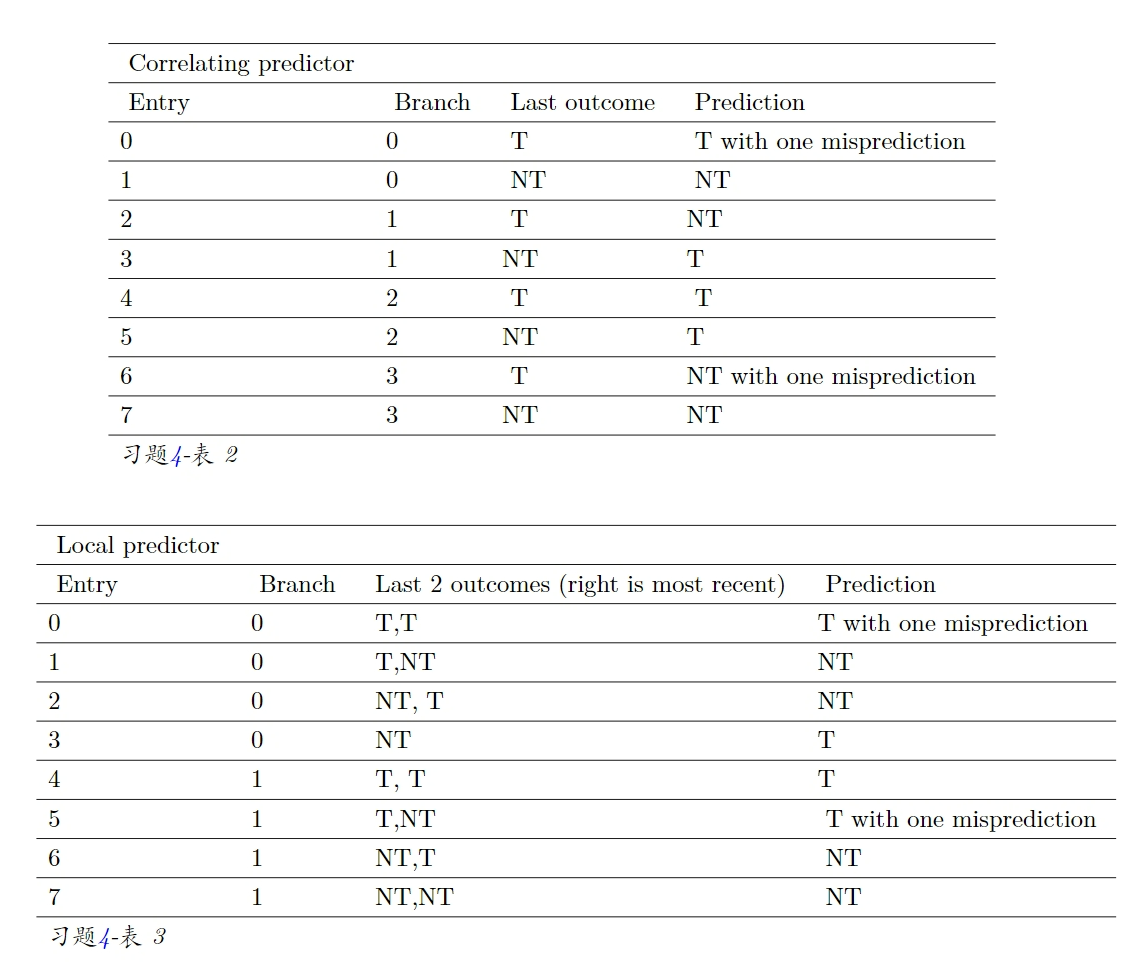 Correlating predictor
Entry Branch Last outcome Prediction
0 0 T T with one misprediction
1 0 NT NT
2 1 T NT
3 1 NT T
4 2 T T
5 2 NT T
6 3 T NT with one misprediction
7 3 NT NT
习题4-表 2
Local predictor
Entry Branch Last 2 outcomes (right is most recent) Prediction
0 0 T,T T with one misprediction
1 0 T,NT NT
2 0 NT, T NT
3 0 NT T
4 1 T, T T
5 1 T,NT T with one misprediction
6 1 NT,T NT
7 1 NT,NT NT
习题4-表 3